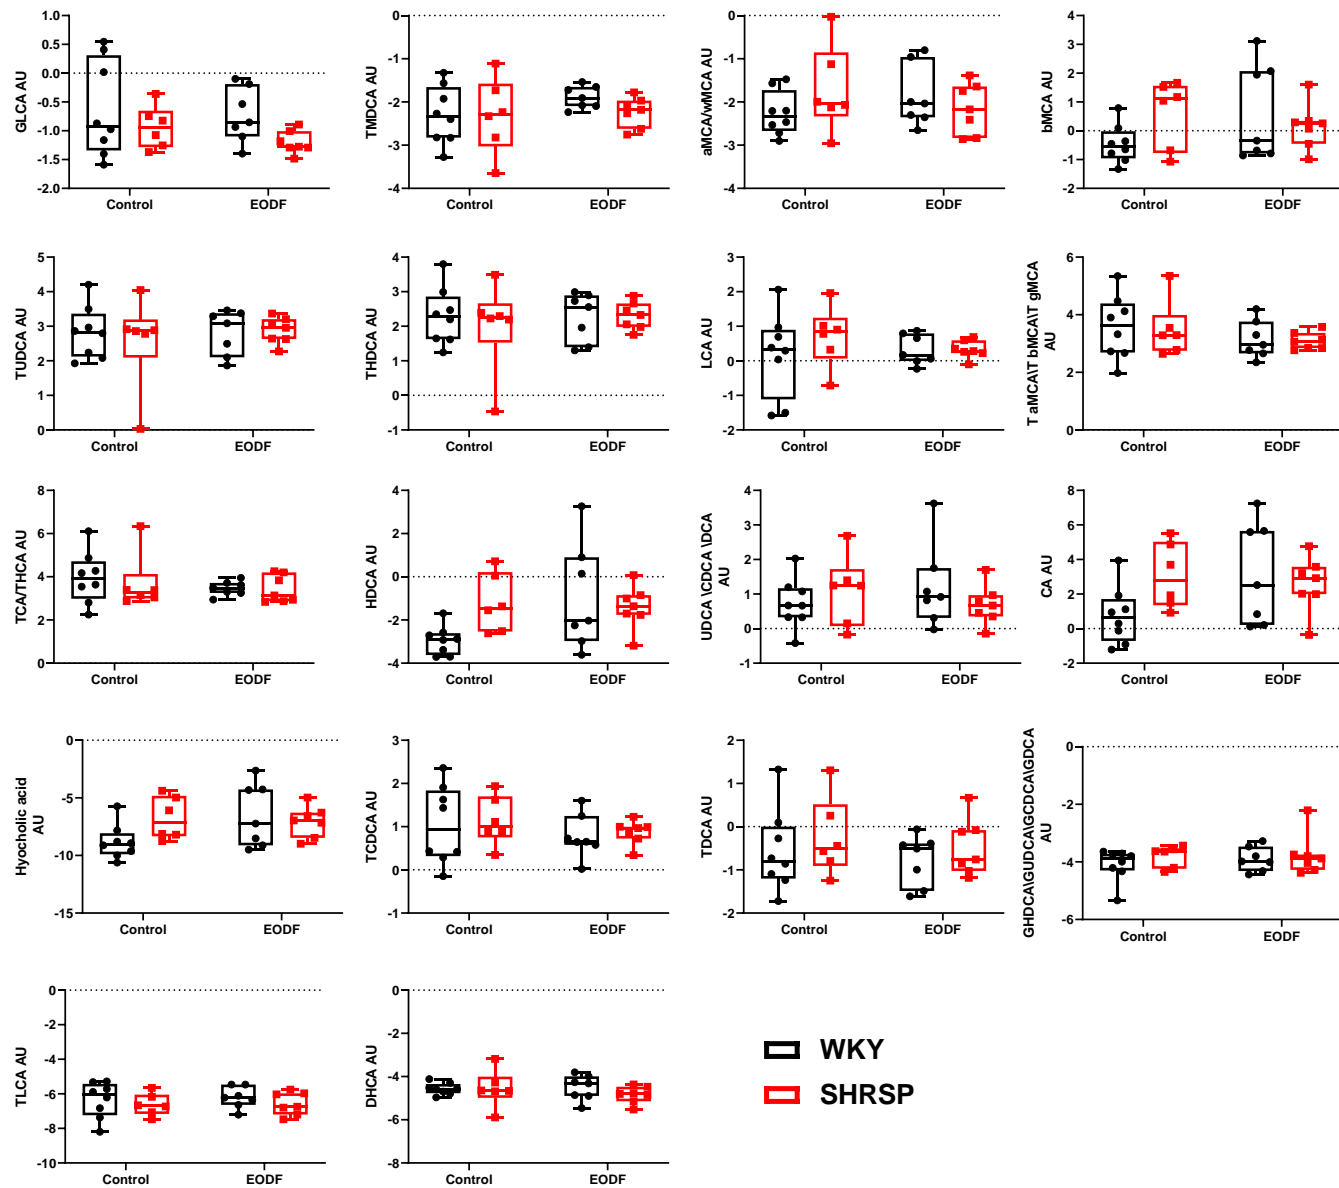 GLCA AU
1.0
0.5
0.0
-0.5
-1.0
-1.5
-2.0
Control
EODF
TMDCA AU
0
-1
-2
-3
-4
Control
EODF
aMCA/wMCA AU
0
-1
-2
-3
-4
Control
EODF
bMCA AU
4
3
2
1
0
-1
-2
Control
EODF
TUDCA AU
5
4
3
2
1
0
Control
EODF
THDCA AU
4
3
2
1
0
-1
Control
EODF
LCA AU
3
2
1
0
-1
-2
Control
EODF
T aMCA\T bMCA\T gMCA
AU
6
4
2
0
Control
EODF
TCA/THCA AU
8
6
4
2
0
Control
EODF
HDCA AU
4
2
0
-2
-4
Control
EODF
UDCA \CDCA \DCA
AU
4
3
2
1
0
-1
Control
EODF
CA AU
8
6
4
2
0
-2
Control
EODF
Hyocholic acid
AU
0
-5
-10
-15
Control
EODF
TCDCA AU
3
2
1
0
-1
Control
EODF
TDCA AU
2
1
0
-1
-2
Control
EODF
GHDCA\GUDCA\GCDCA\GDCA
AU
0
-2
-4
-6
Control
EODF
TLCA AU
0
-2
-4
-6
-8
-10
Control
EODF
DHCA AU
0
-2
-4
-6
-8
Control
EODF
WKY
SHRSP